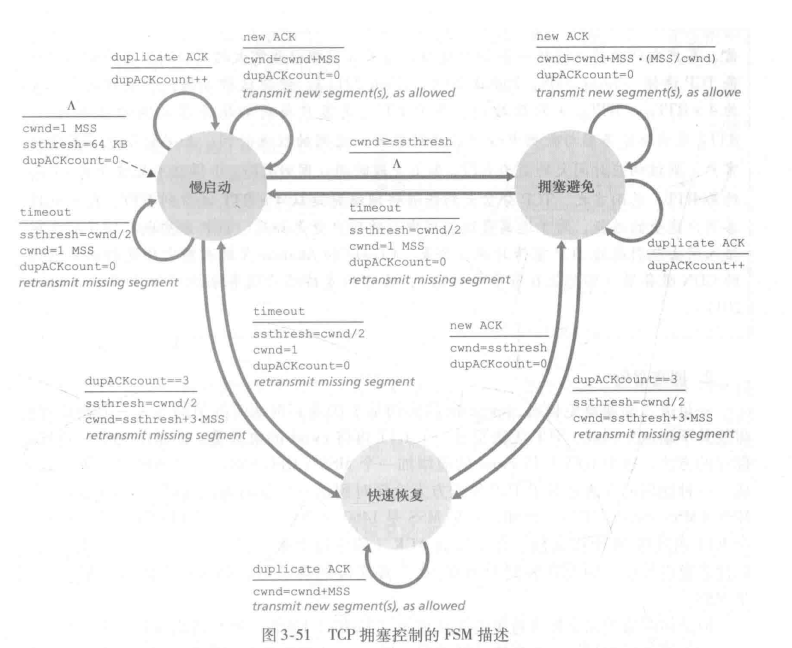 new ACK
cwnd=cwnd+MSS
dupACKcount=0
transmit new segment(s), as allowed
new ACK
cwnd=cwnd+MSS·(MSS/cwnd)
dupACKcount=0
transmit new segment(s), as allowe
duplicate ACK
dupACKcount++
Λ
cwnd=1 MSS
ssthresh=64 KB
dupACKcount=0
慢启动
cwnd≥ssthresh
Λ
拥塞避免
timeout
ssthresh=cwnd/2
cwnd=1 MSS
dupACKcount=0
retransmit missing segment
timeout
ssthresh=cwnd/2
cwnd=1 MSS
dupACKcount=0
retransmit missing segment
duplicate ACK
dupACKcount++
timeout
ssthresh=cwnd/2
cwnd=1
dupACKcount=0
retransmit missing segment
new ACK
cwnd=ssthresh
dupACKcount=0
dupACKcount==3
ssthresh=cwnd/2
cwnd=ssthresh+3·MSS
retransmit missing segment
dupACKcount==3
ssthresh=cwnd/2
cwnd=ssthresh+3·MSS
retransmit missing segment
快速恢复
duplicate ACK
cwnd=cwnd+MSS
transmit new segment(s), as allowed
图 3-51 TCP 拥塞控制的 FSM 描述